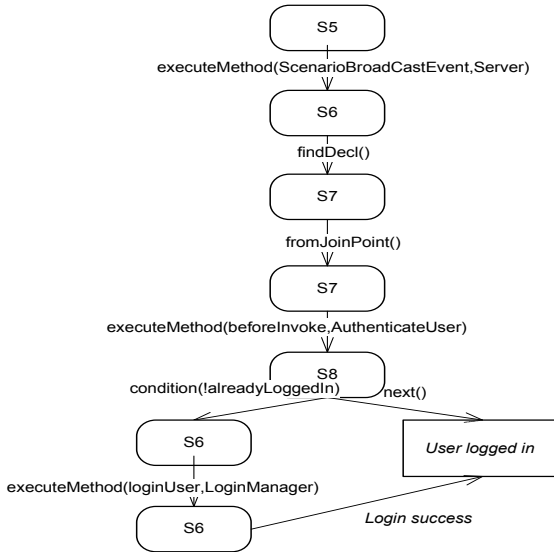 S5
executeMethod(ScenarioBroadCastEvent,Server)
S6
findDecl()
S7
fromJoinPoint()
S7
executeMethod(beforeInvoke,AuthenticateUser)
S8
condition(!alreadyLoggedIn)
next()
S6
User logged in
executeMethod(loginUser,LoginManager)
S6
Login success